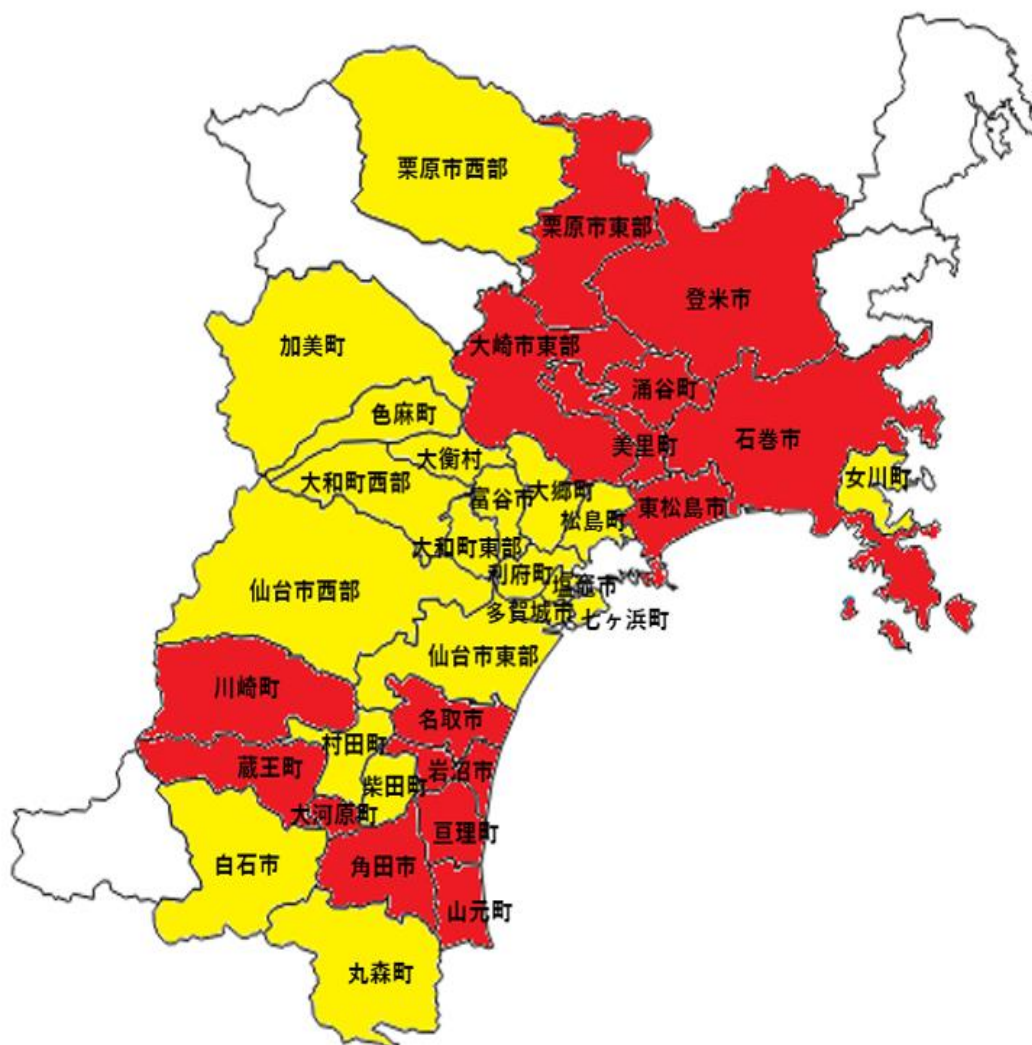 栗原市西部
栗原市東部
登米市
加美町
大崎市東部
涌谷町
色麻町
美里町
石巻市
大衡村
大和町西部
富谷市
大郷町
女川町
松島町
東松島市
大和町東部
利府町
塩竈市
仙台市西部
多賀城市
七ヶ浜町
仙台市東部
川崎町
名取市
村田町
蔵王町
岩沼市
柴田町
大河原町
亘理町
白石市
角田市
山元町
丸森町